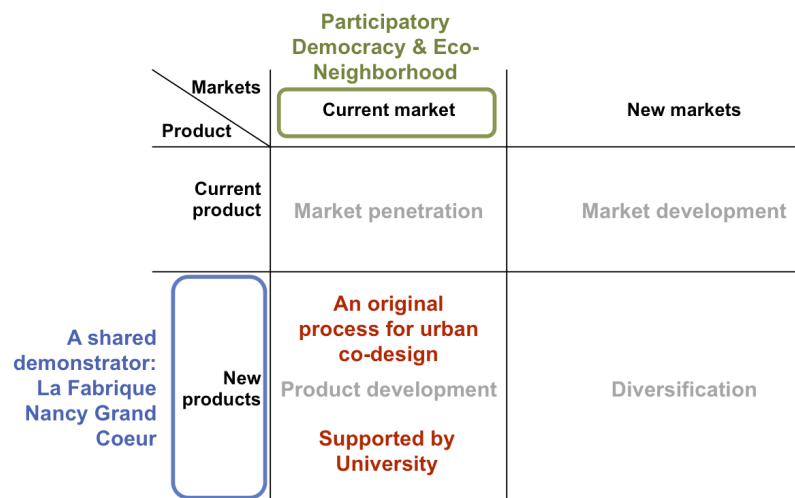 Participatory
Democracy & Eco-
Neighborhood
Markets
Product
Current market
New markets
Current
product
Market penetration
Market development
A shared
demonstrator:
La Fabrique
Nancy Grand
Coeur
New
products
An original
process for urban
co-design
Product development
Supported by
University
Diversification